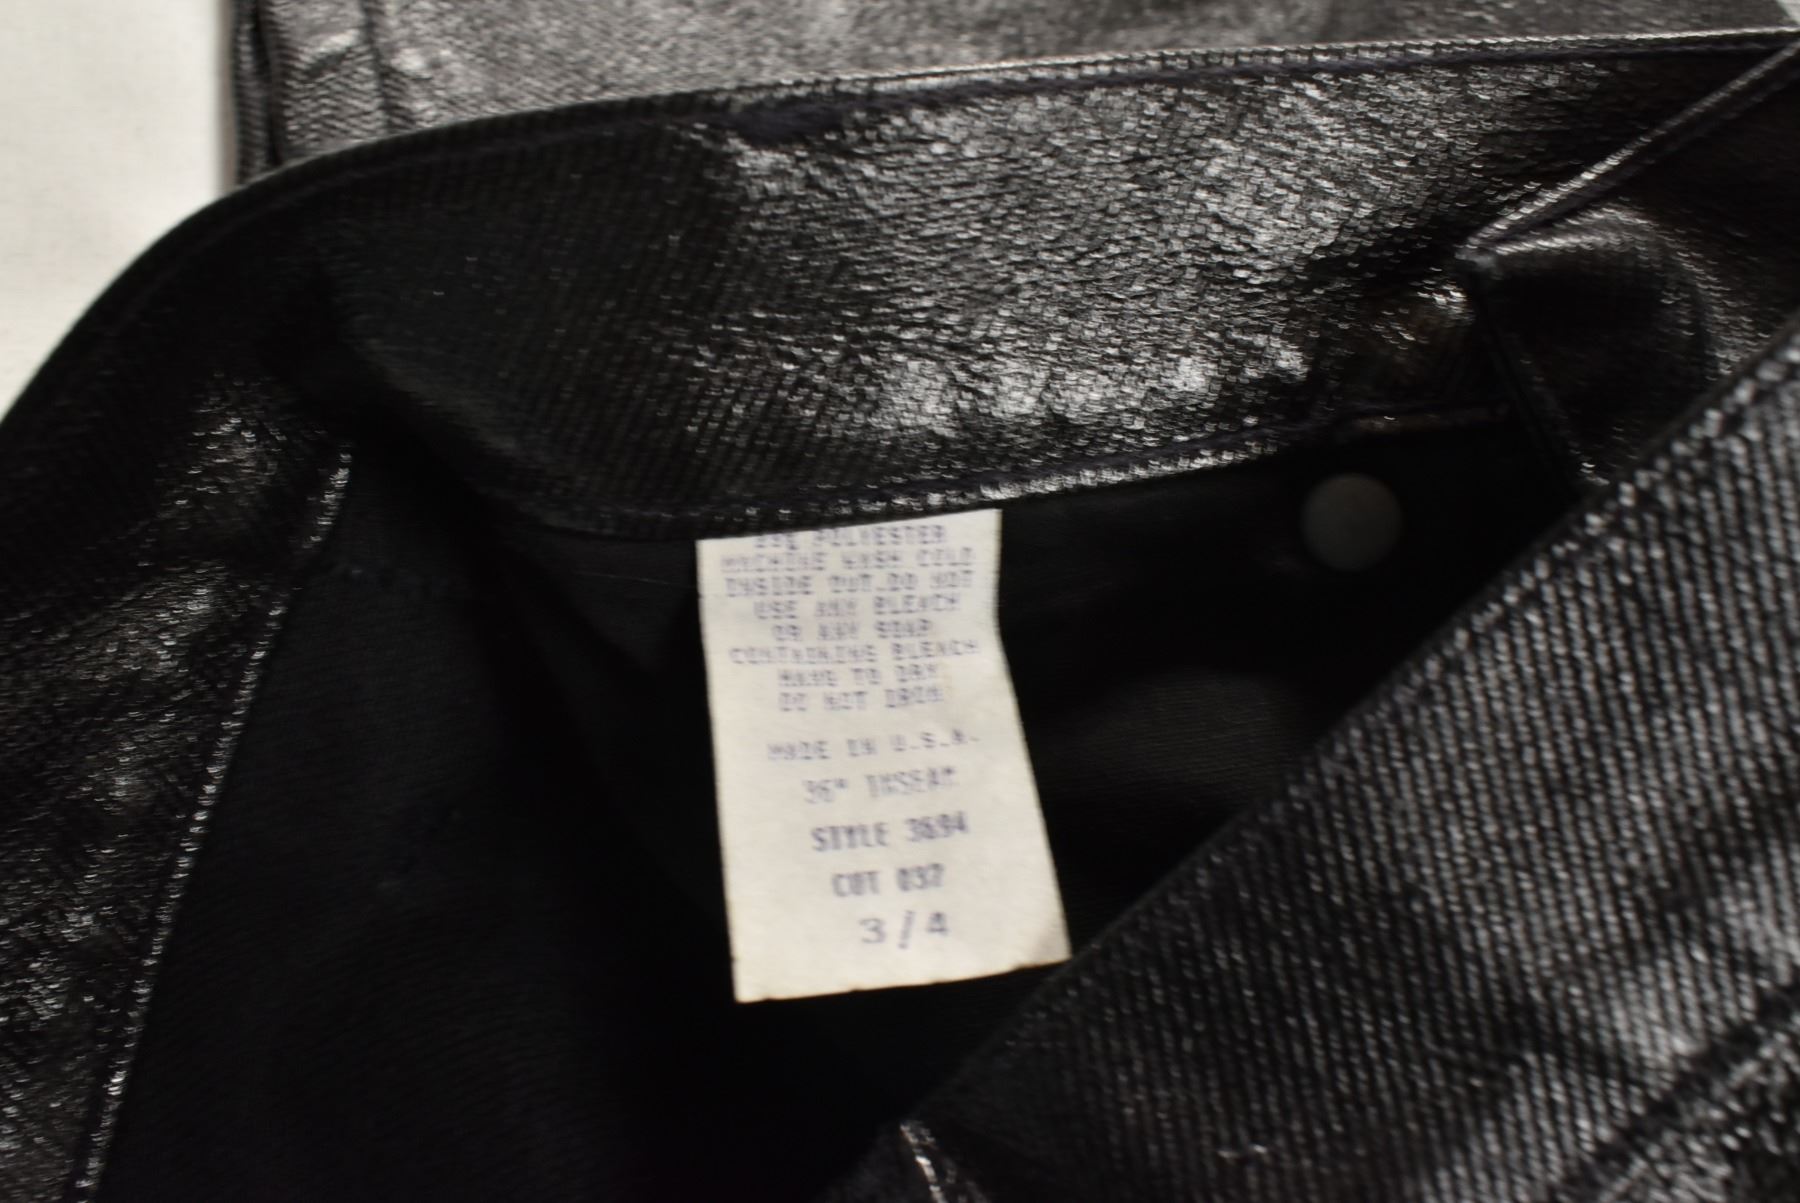 POLYESTER
MACHINE WASH COLD
INSIDE OUT. DO NOT
USE ANY BLEACH
OR ANY SOAP
CONTAINING BLEACH
HANG TO DRY
DO NOT IRON
MADE IN U.S.A.
36" INSEAM
STYLE 3694
CUT 037
3/4